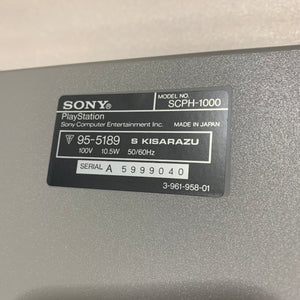 SONY®
MODEL NO.
SCPH-1000
PlayStation
Sony Computer Entertainment Inc. MADE IN JAPAN
95-5189 S KISARAZU
100V 10.5W 50/60Hz
SERIAL A 5999040
3-961-958-01